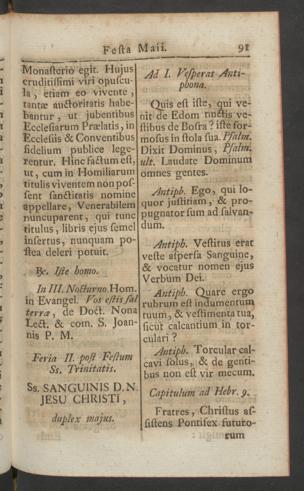 Festa Maii. 91
Monasterio egit. Hujus
eruditissimi viri opuscu-
la, etiam eo vivente,
tantæ auctoritatis habe-
bantur, ut jubentibus
Ecclesiarum Prælatis, in
Ecclesiis & Conventibus
fidelium publice lege-
rentur. Hinc factum est,
ut, cum in Homiliarum
titulis viventem non pos-
sent sanctitatis nomine
appellare, Venerabilem
nuncuparent, qui tunc
titulus, libris ejus semel
insertus, nunquam po-
stea deleri potuit.
℟. Iste homo.
In III. Nocturno. Hom.
in Evangel. Vos estis sal
terræ, de Doct. Nona
Lect. & com. S. Joan-
nis P. M.
Feria II. post Festum
Ss. Trinitatis.
Ss. SANGUINIS D. N.
JESU CHRISTI,
duplex majus.
Ad I. Vesperas Anti-
phona.
Quis est iste, qui ve-
nit de Edom tinctis ve-
stibus de Bosra? iste for-
mosus in stola sua. Psalm.
Dixit Dominus, Psalm.
ult. Laudate Dominum
omnes gentes.
Antiph. Ego, qui lo-
quor justitiam, & pro-
pugnator sum ad salvan-
dum.
Antiph. Vestitus erat
veste aspersa Sanguine,
& vocatur nomen ejus
Verbum Dei.
Antiph. Quare ergo
rubrum est indumentum
tuum, & vestimenta tua,
sicut calcantium in tor-
culari?
Antiph. Torcular cal-
cavi solus, & de genti-
bus non est vir mecum.
Capitulum ad Hebr. 9.
Fratres, Christus as-
sistens Pontifex futuro-
rum